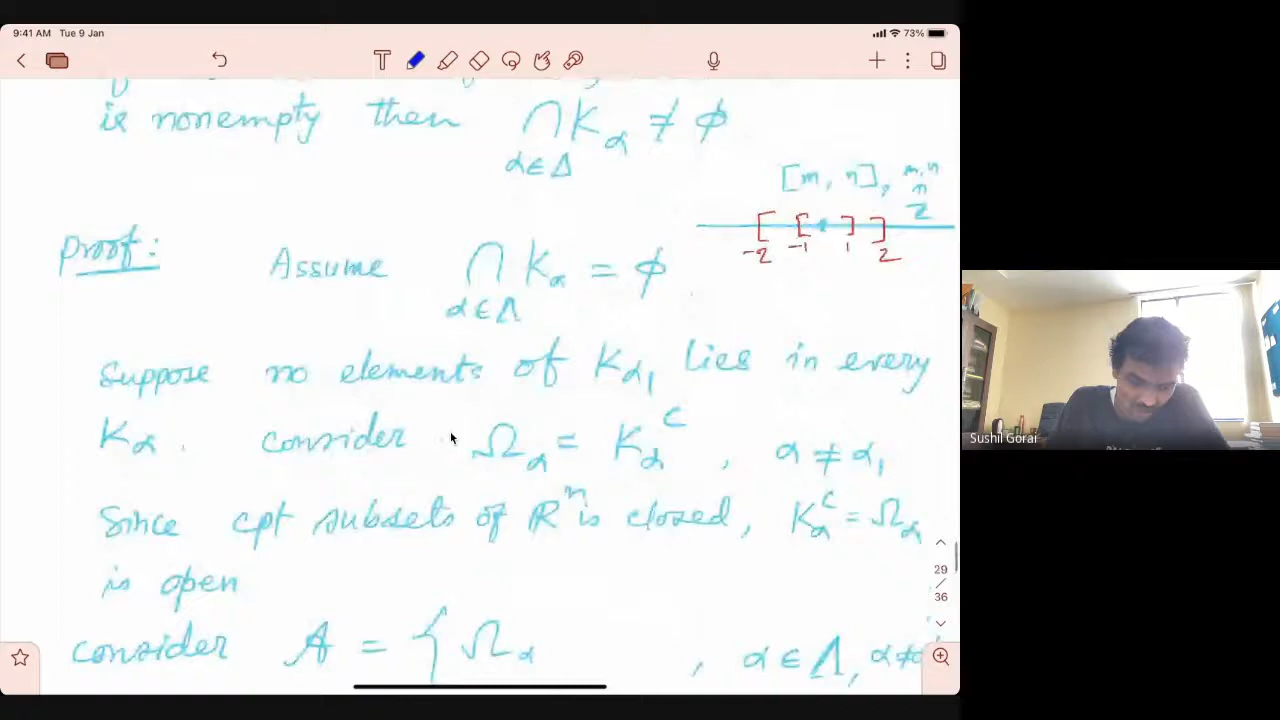 9:41 AM Tue 9 Jan
73%
T
is nonempty then ∩ K_α ≠ φ
α ∈ Λ
[m, n], m, n
∩
Z
-2 -1 1 2
Proof: Assume ∩ K_α = φ
α ∈ Λ
Suppose no elements of K_α₁ lies in every
K_α. consider Ω_α = K_α^C, α ≠ α₁
Since cpt subsets of R^n is closed, K_α^C = Ω_α
is open
consider A = { Ω_α , α ∈ Λ, α ≠
29
/
36
Sushil Gorai